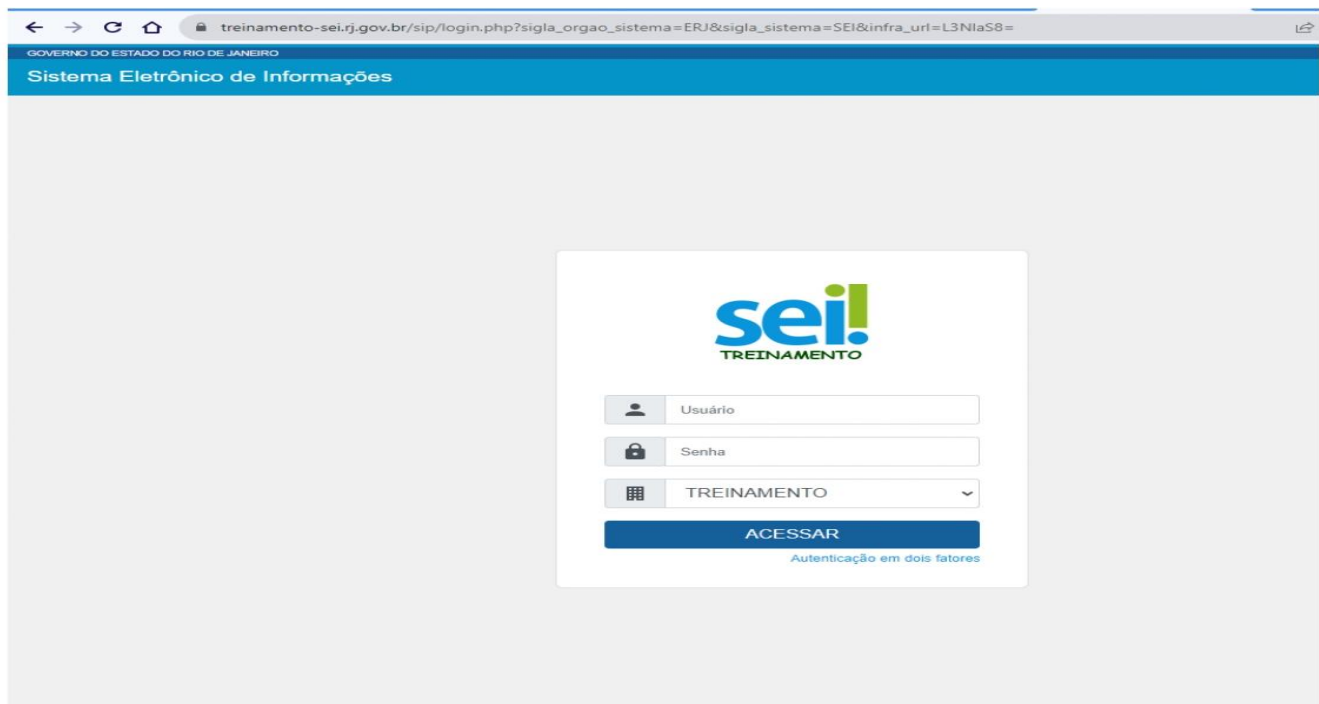 treinamento-sei.rj.gov.br/sip/login.php?sigla_orgao_sistema=ERJ&sigla_sistema=SEI&infra_url=L3NlaS8=
GOVERNO DO ESTADO DO RIO DE JANEIRO
Sistema Eletrônico de Informações
sei!
TREINAMENTO
Usuário
Senha
TREINAMENTO
ACESSAR
Autenticação em dois fatores